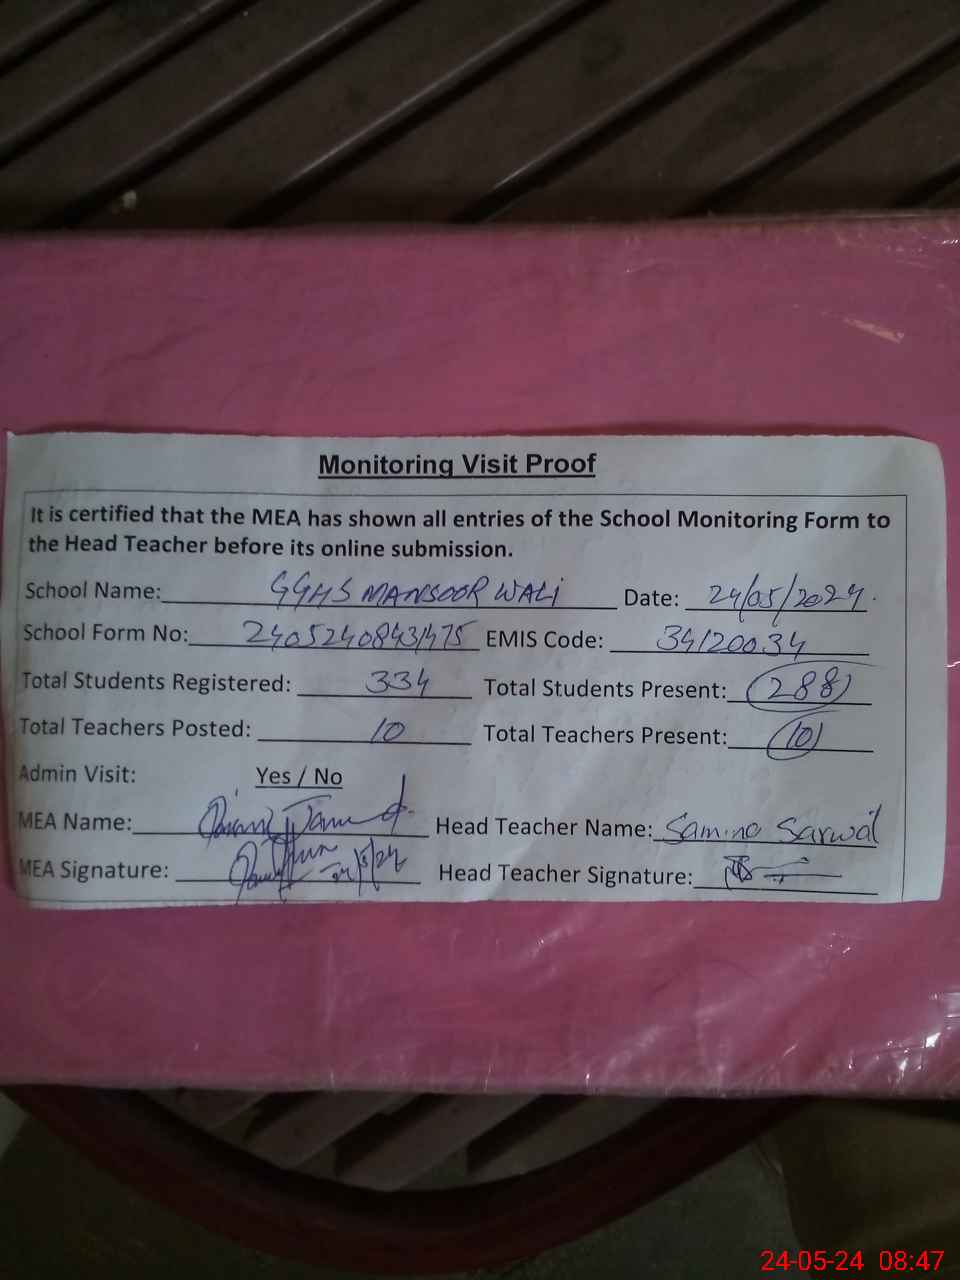 Monitoring Visit Proof
It is certified that the MEA has shown all entries of the School Monitoring Form to
the Head Teacher before its online submission.
School Name: GGHS MANSOOR WALI Date: 24/05/2024.
School Form No: 24052408431475 EMIS Code: 34120034
Total Students Registered: 334 Total Students Present: 288
Total Teachers Posted: 10 Total Teachers Present: 10
Admin Visit: Yes / No
MEA Name: Head Teacher Name: Samina Sarwar
MEA Signature: Head Teacher Signature:
24-05-24 08:47